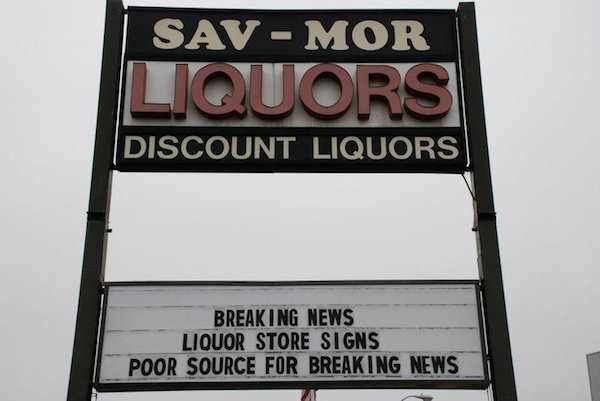 SAV-MOR
LIQUORS
DISCOUNT LIQUORS
BREAKING NEWS
LIQUOR STORE SIGNS
POOR SOURCE FOR BREAKING NEWS